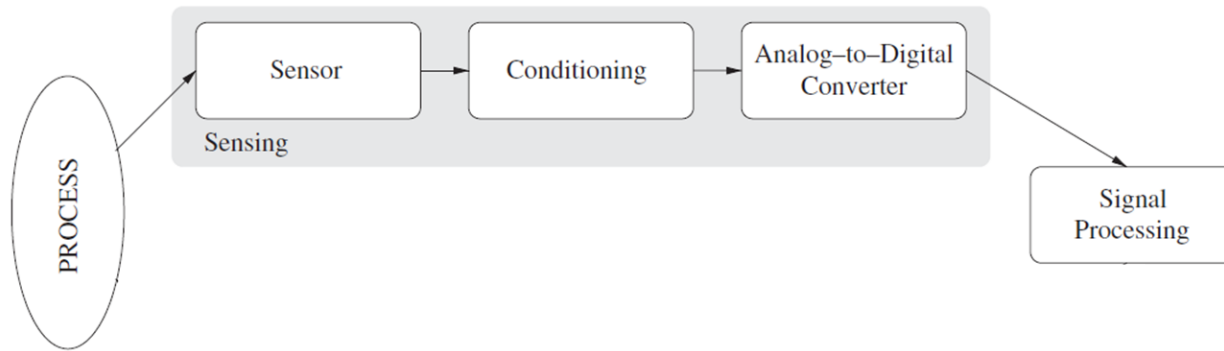 Sensor
Conditioning
Analog–to–Digital
Converter
Sensing
PROCESS
Signal
Processing